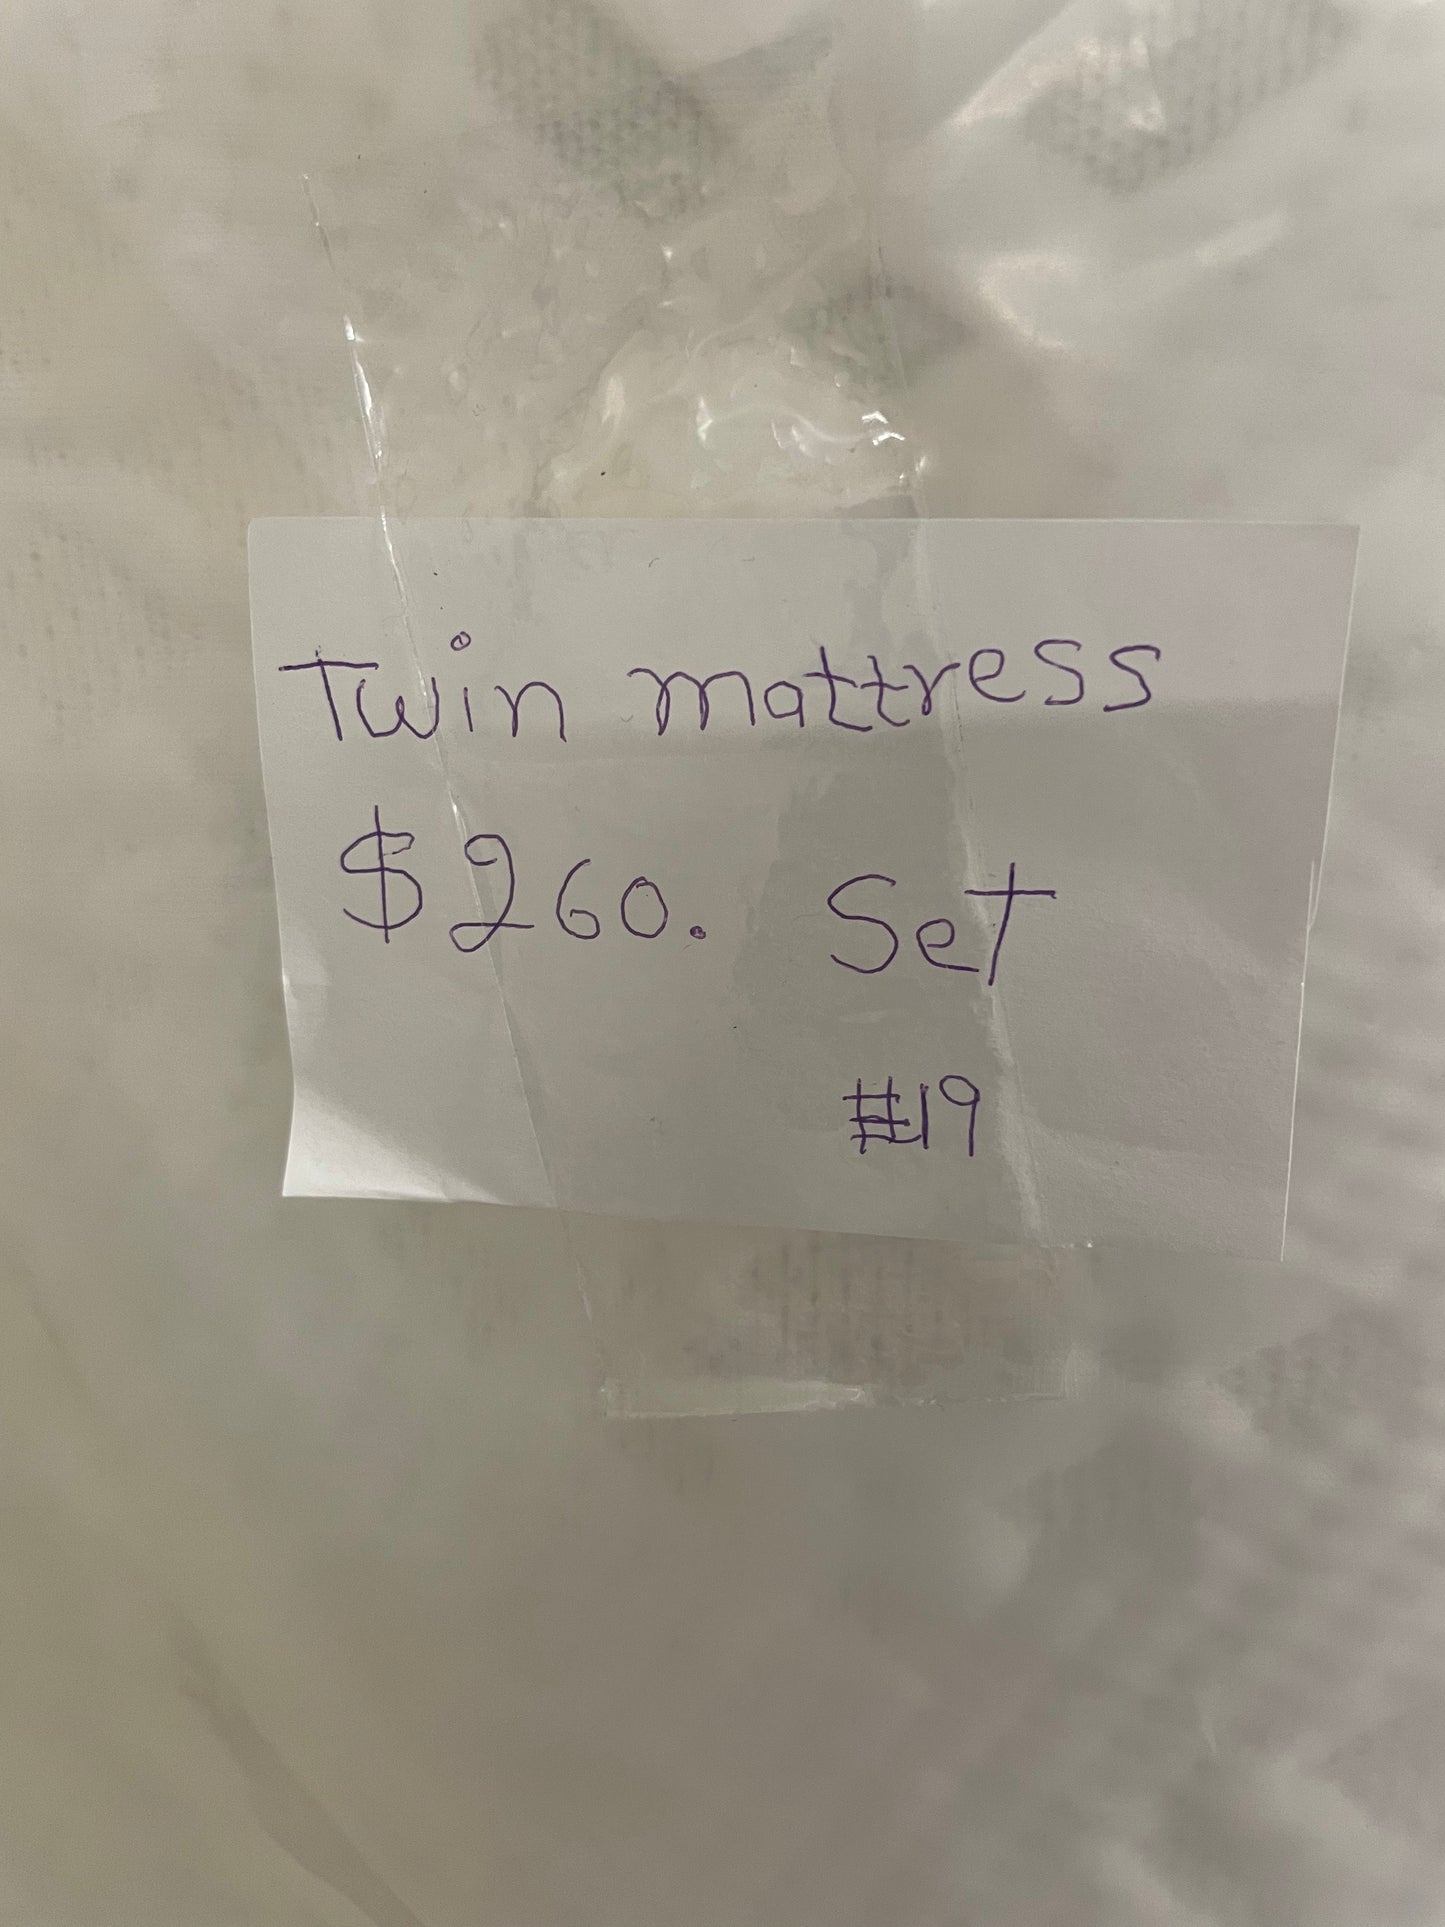 Twin mattress
$260. Set
#19